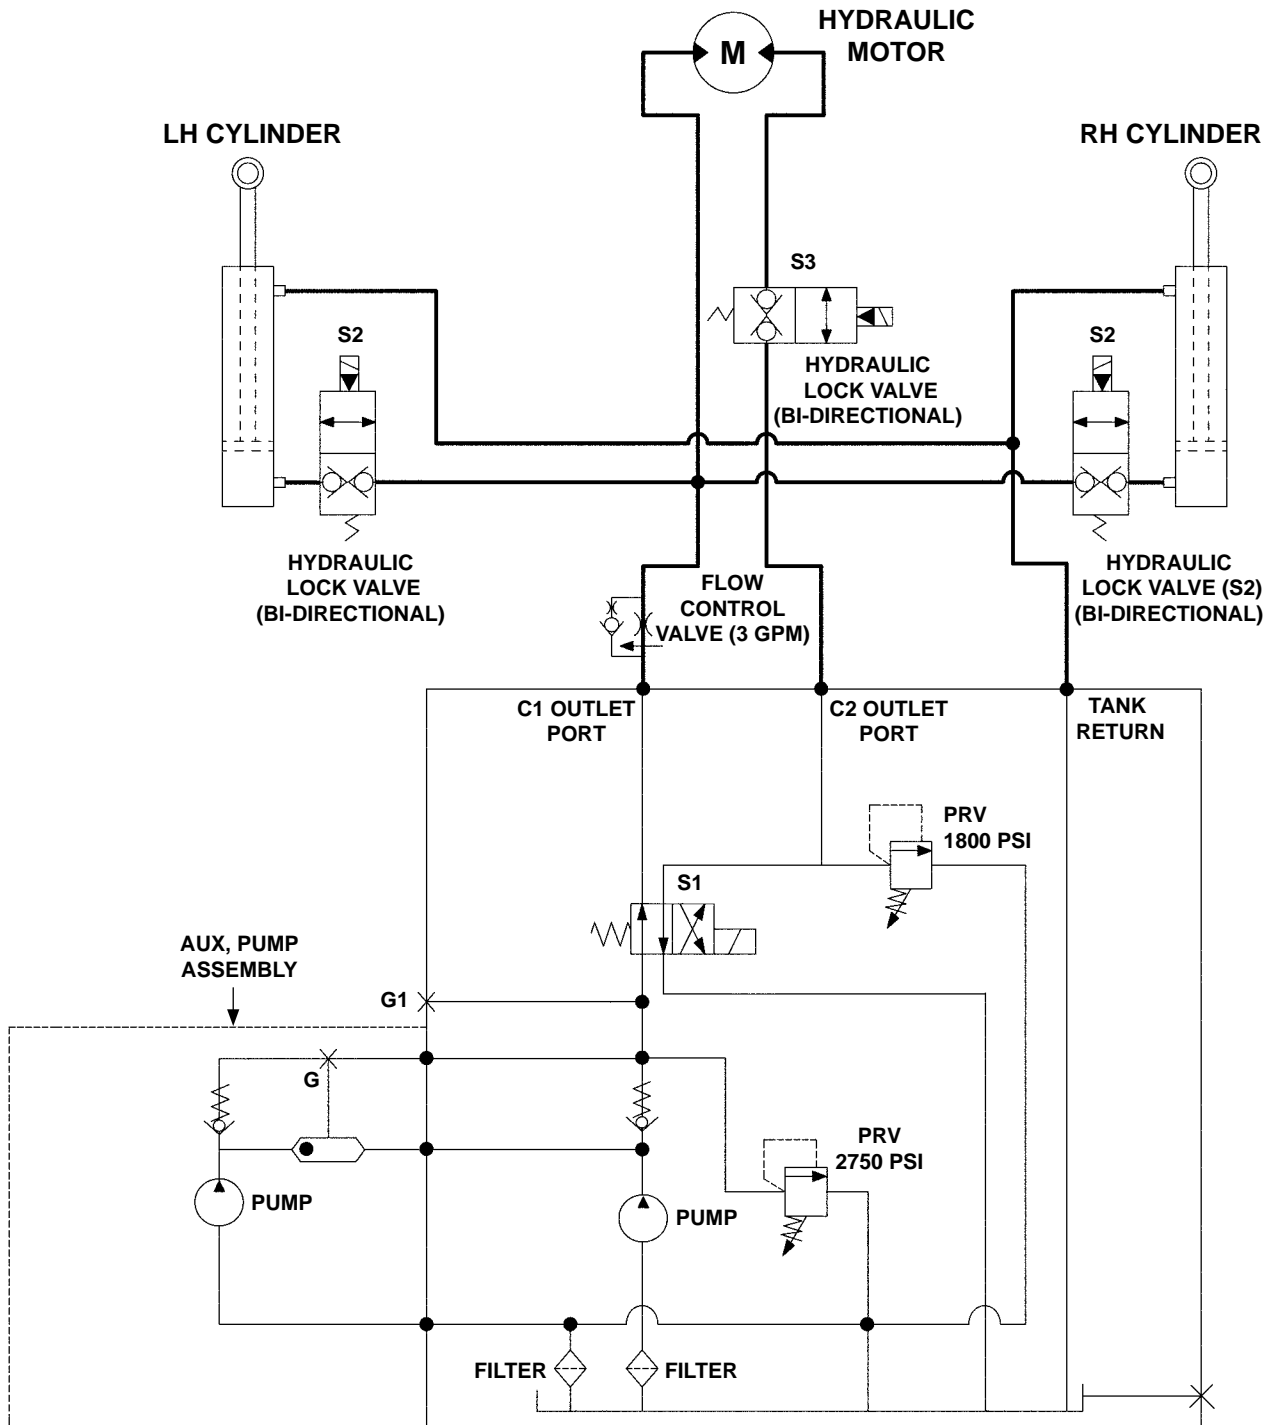 HYDRAULIC
MOTOR
M
LH CYLINDER
RH CYLINDER
S3
S2
S2
HYDRAULIC
LOCK VALVE
(BI-DIRECTIONAL)
HYDRAULIC
LOCK VALVE
(BI-DIRECTIONAL)
FLOW
CONTROL
VALVE (3 GPM)
HYDRAULIC
LOCK VALVE (S2)
(BI-DIRECTIONAL)
C1 OUTLET
PORT
C2 OUTLET
PORT
TANK
RETURN
PRV
1800 PSI
S1
AUX, PUMP
ASSEMBLY
G1
G
PRV
2750 PSI
PUMP
PUMP
FILTER
FILTER